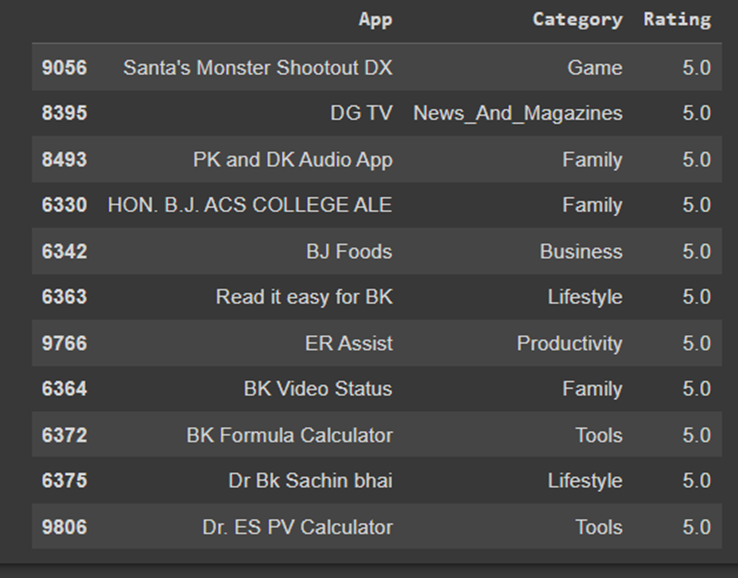 App Category Rating
9056 Santa's Monster Shootout DX Game 5.0
8395 DG TV News_And_Magazines 5.0
8493 PK and DK Audio App Family 5.0
6330 HON. B.J. ACS COLLEGE ALE Family 5.0
6342 BJ Foods Business 5.0
6363 Read it easy for BK Lifestyle 5.0
9766 ER Assist Productivity 5.0
6364 BK Video Status Family 5.0
6372 BK Formula Calculator Tools 5.0
6375 Dr Bk Sachin bhai Lifestyle 5.0
9806 Dr. ES PV Calculator Tools 5.0